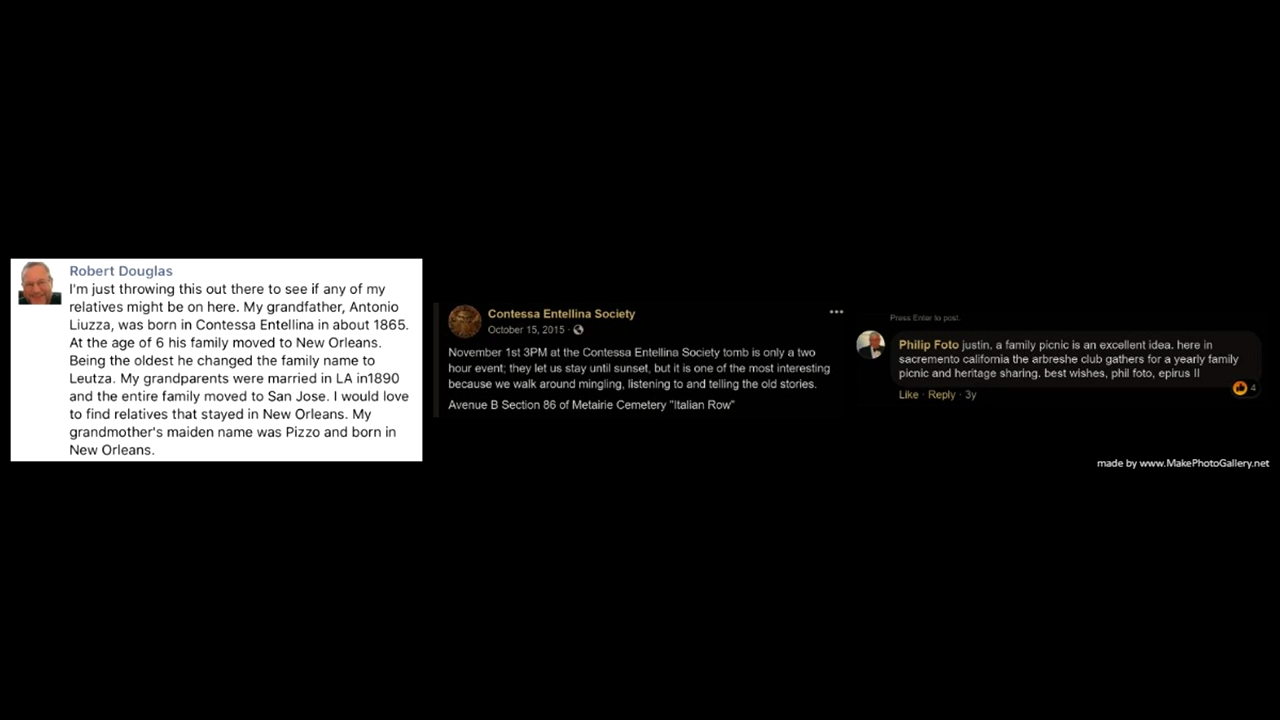 Robert Douglas
I'm just throwing this out there to see if any of my
relatives might be on here. My grandfather, Antonio
Liuzza, was born in Contessa Entellina in about 1865.
At the age of 6 his family moved to New Orleans.
Being the oldest he changed the family name to
Leutza. My grandparents were married in LA in1890
and the entire family moved to San Jose. I would love
to find relatives that stayed in New Orleans. My
grandmother's maiden name was Pizzo and born in
New Orleans.
Contessa Entellina Society
October 15, 2015 ·
November 1st 3PM at the Contessa Entellina Society tomb is only a two
hour event; they let us stay until sunset, but it is one of the most interesting
because we walk around mingling, listening to and telling the old stories.
Avenue B Section 86 of Metairie Cemetery "Italian Row"
Press Enter to post.
Philip Foto justin, a family picnic is an excellent idea. here in
sacremento california the arbreshe club gathers for a yearly family
picnic and heritage sharing. best wishes, phil foto, epirus II
4
Like · Reply · 3y
made by www.MakePhotoGallery.net